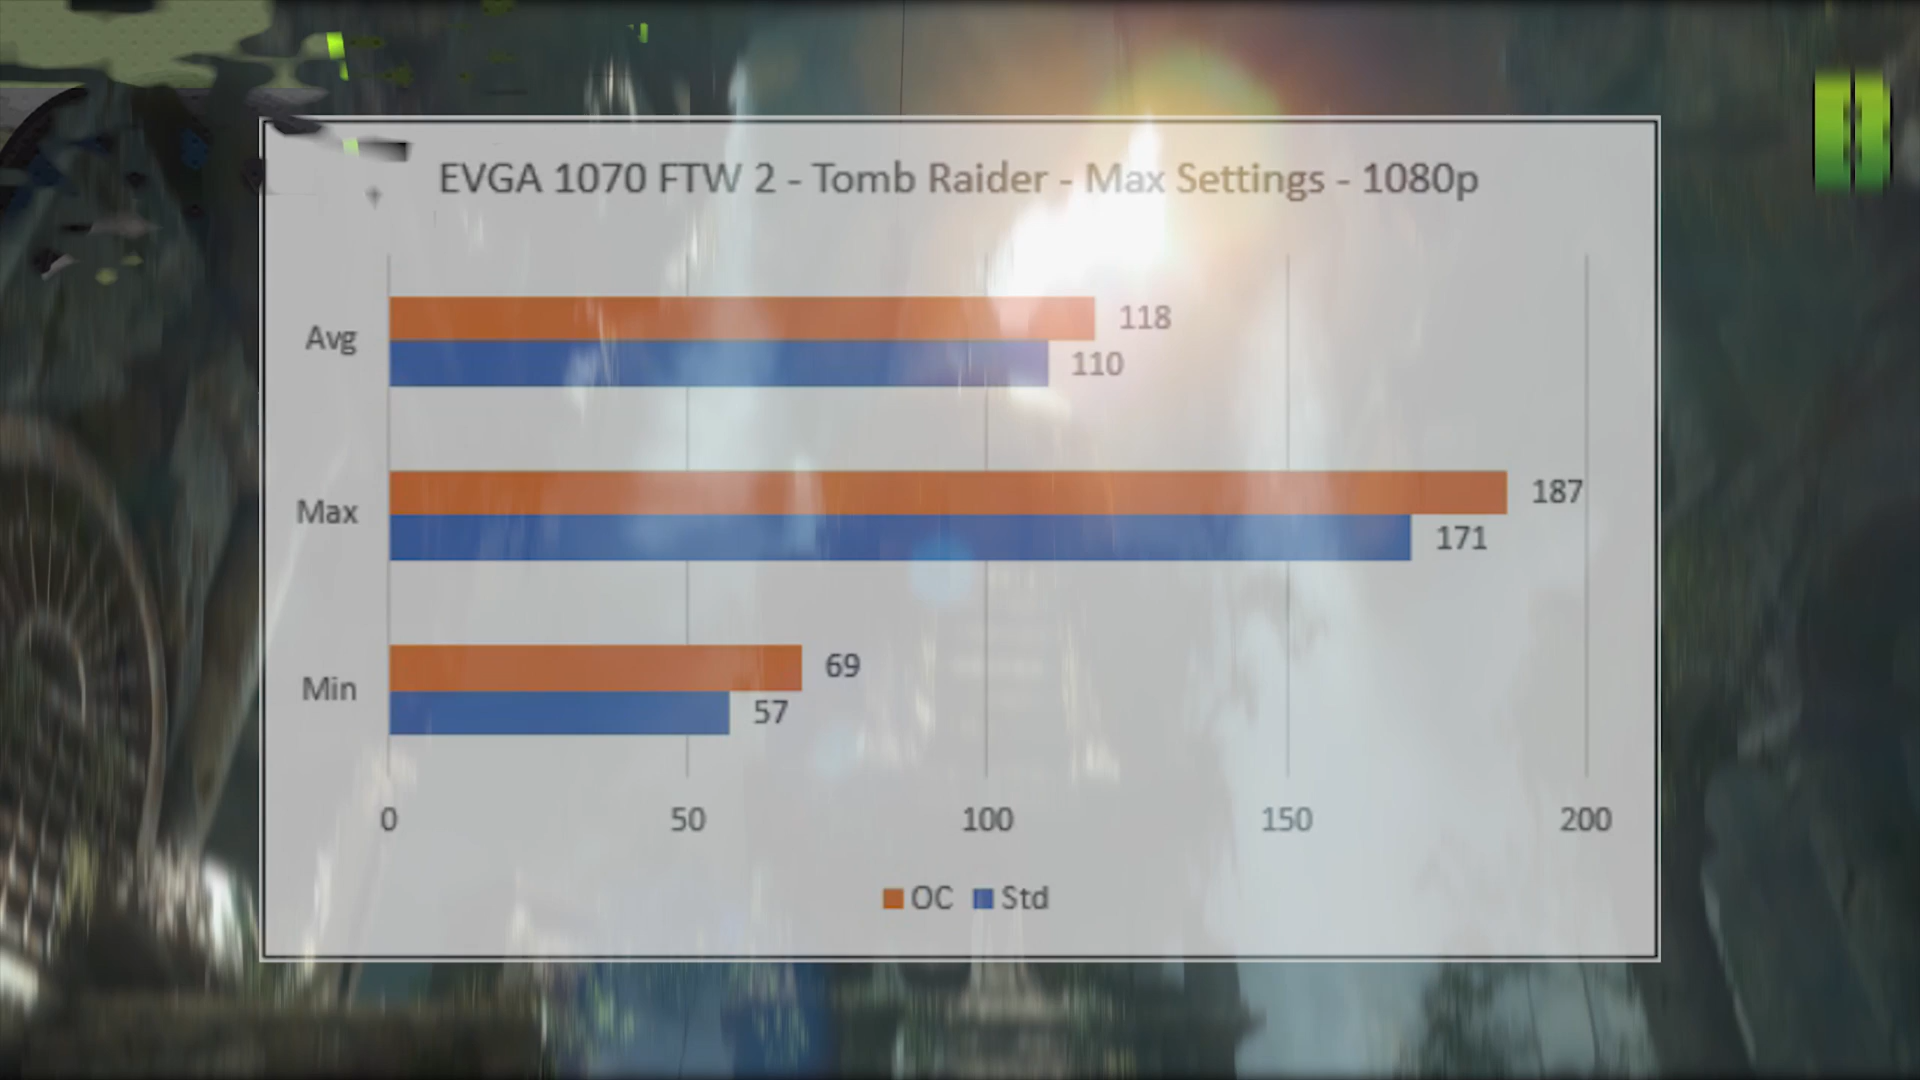 EVGA 1070 FTW 2 - Tomb Raider - Max Settings - 1080p
Avg
118
110
Max
187
171
Min
69
57
0 50 100 150 200
OC Std